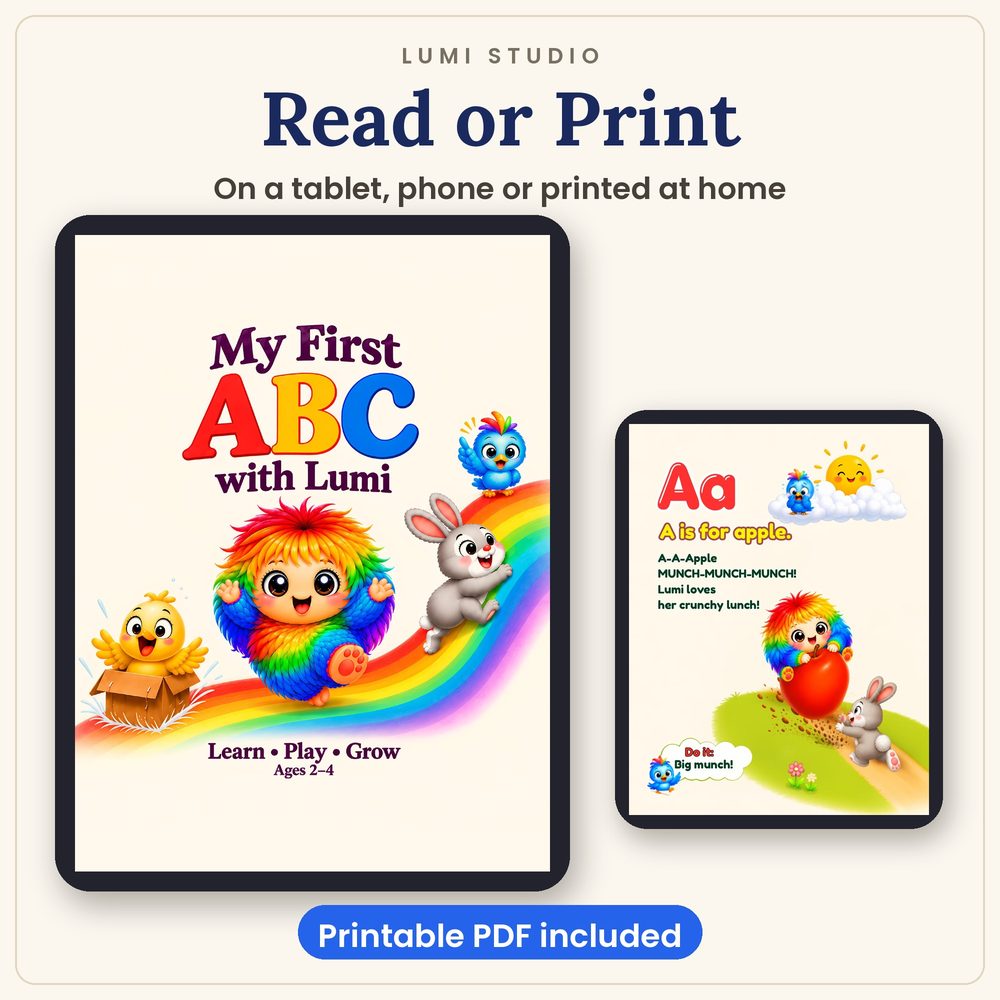 LUMI STUDIO
Read or Print
On a tablet, phone or printed at home
My First
ABC
with Lumi
Learn • Play • Grow
Ages 2–4
Aa
A is for apple.
A-A-Apple
MUNCH-MUNCH-MUNCH!
Lumi loves
her crunchy lunch!
Do it:
Big munch!
Printable PDF included